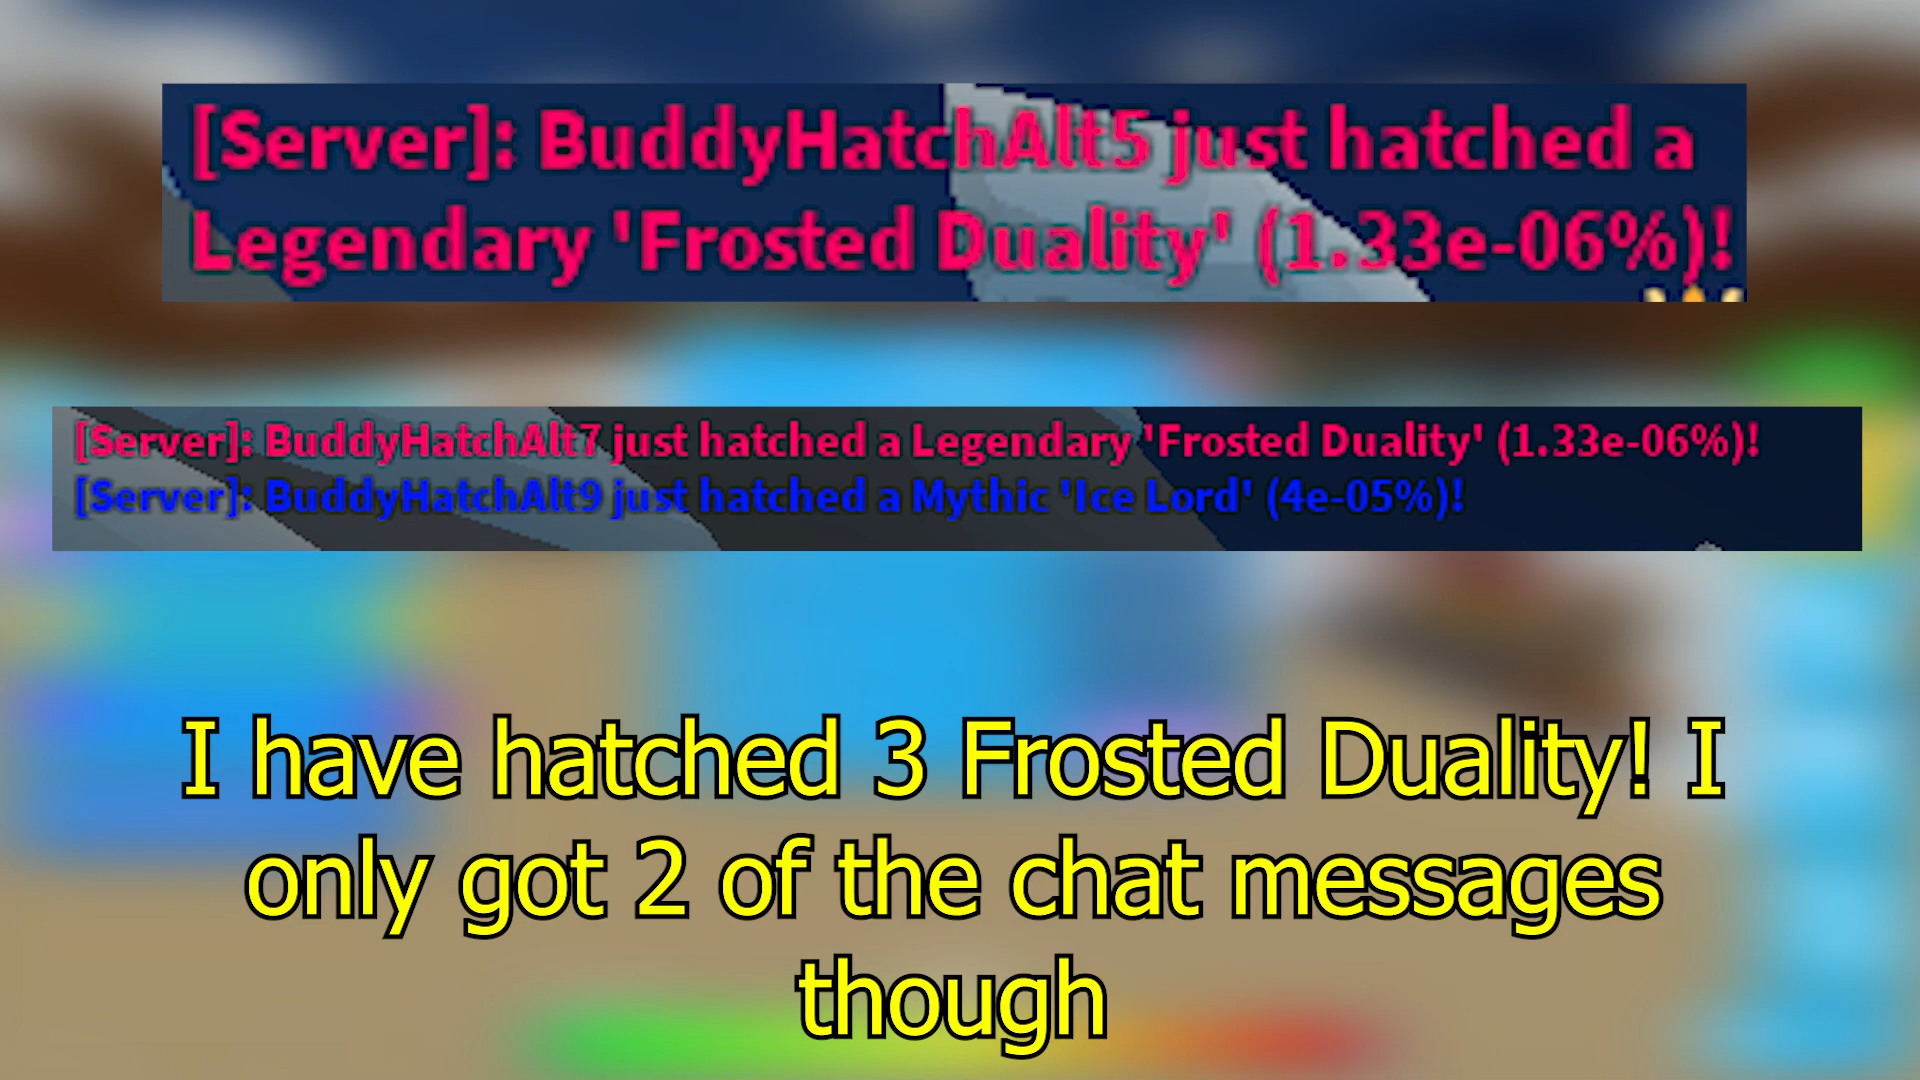 [Server]: BuddyHatchAlt5 just hatched a
Legendary 'Frosted Duality' (1.33e-06%)!
[Server]: BuddyHatchAlt7 just hatched a Legendary 'Frosted Duality' (1.33e-06%)!
[Server]: BuddyHatchAlt9 just hatched a Mythic 'Ice Lord' (4e-05%)!
I have hatched 3 Frosted Duality! I
only got 2 of the chat messages
though